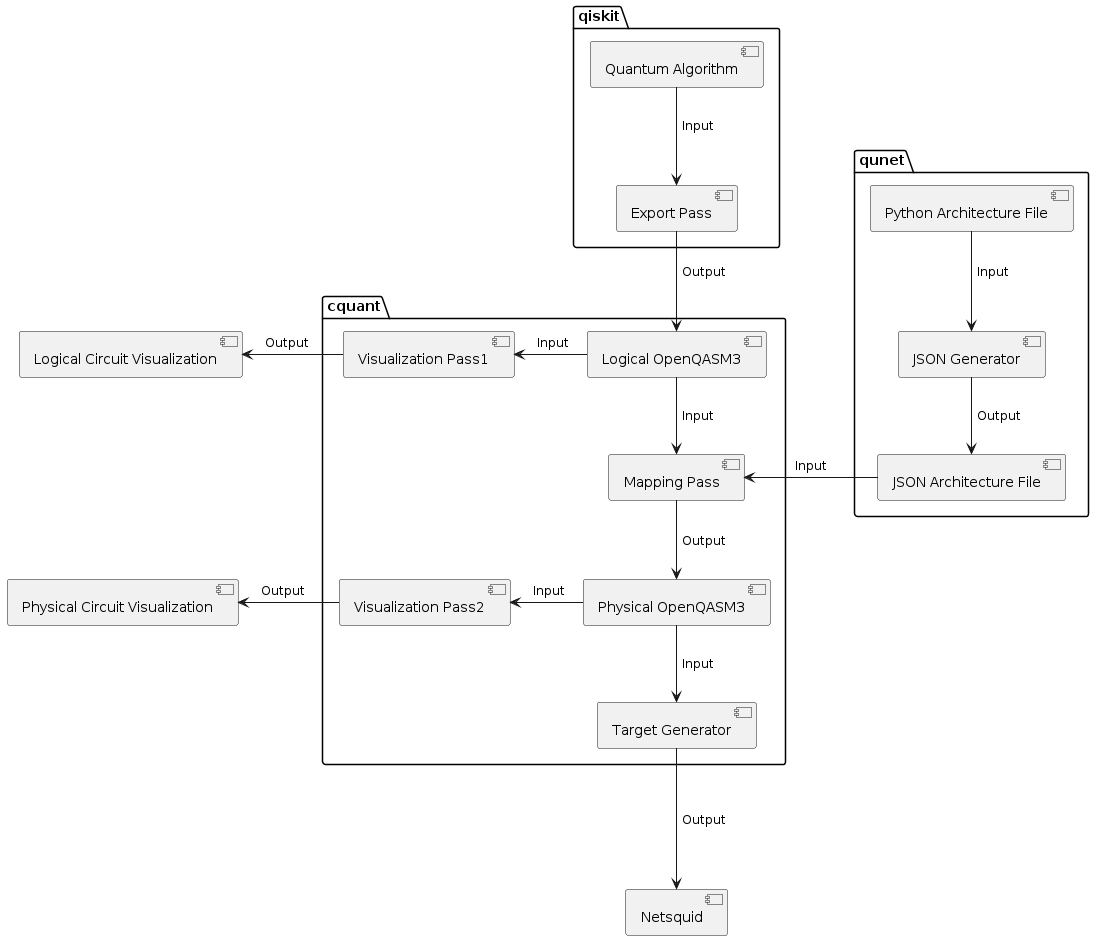 qiskit
Quantum Algorithm
Input
qunet
Export Pass
Python Architecture File
Output
Input
cquant
Logical Circuit Visualization
Output
Visualization Pass1
Input
Logical OpenQASM3
JSON Generator
Input
Output
Mapping Pass
Input
JSON Architecture File
Output
Physical Circuit Visualization
Output
Visualization Pass2
Input
Physical OpenQASM3
Input
Target Generator
Output
Netsquid